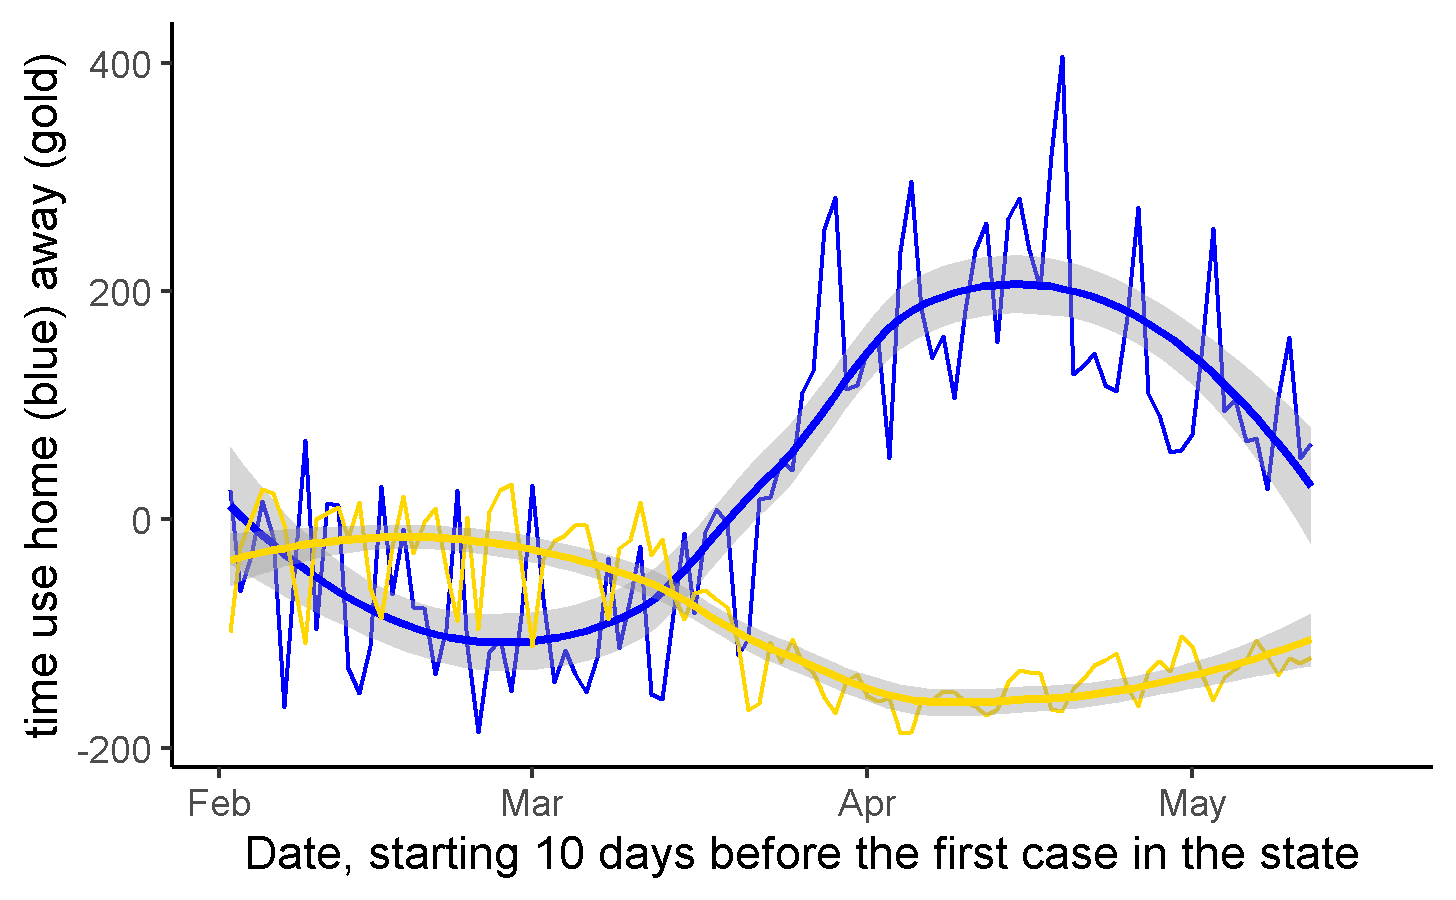 time use home (blue) away (gold)
400
200
0
-200
Feb
Mar
Apr
May
Date, starting 10 days before the first case in the state